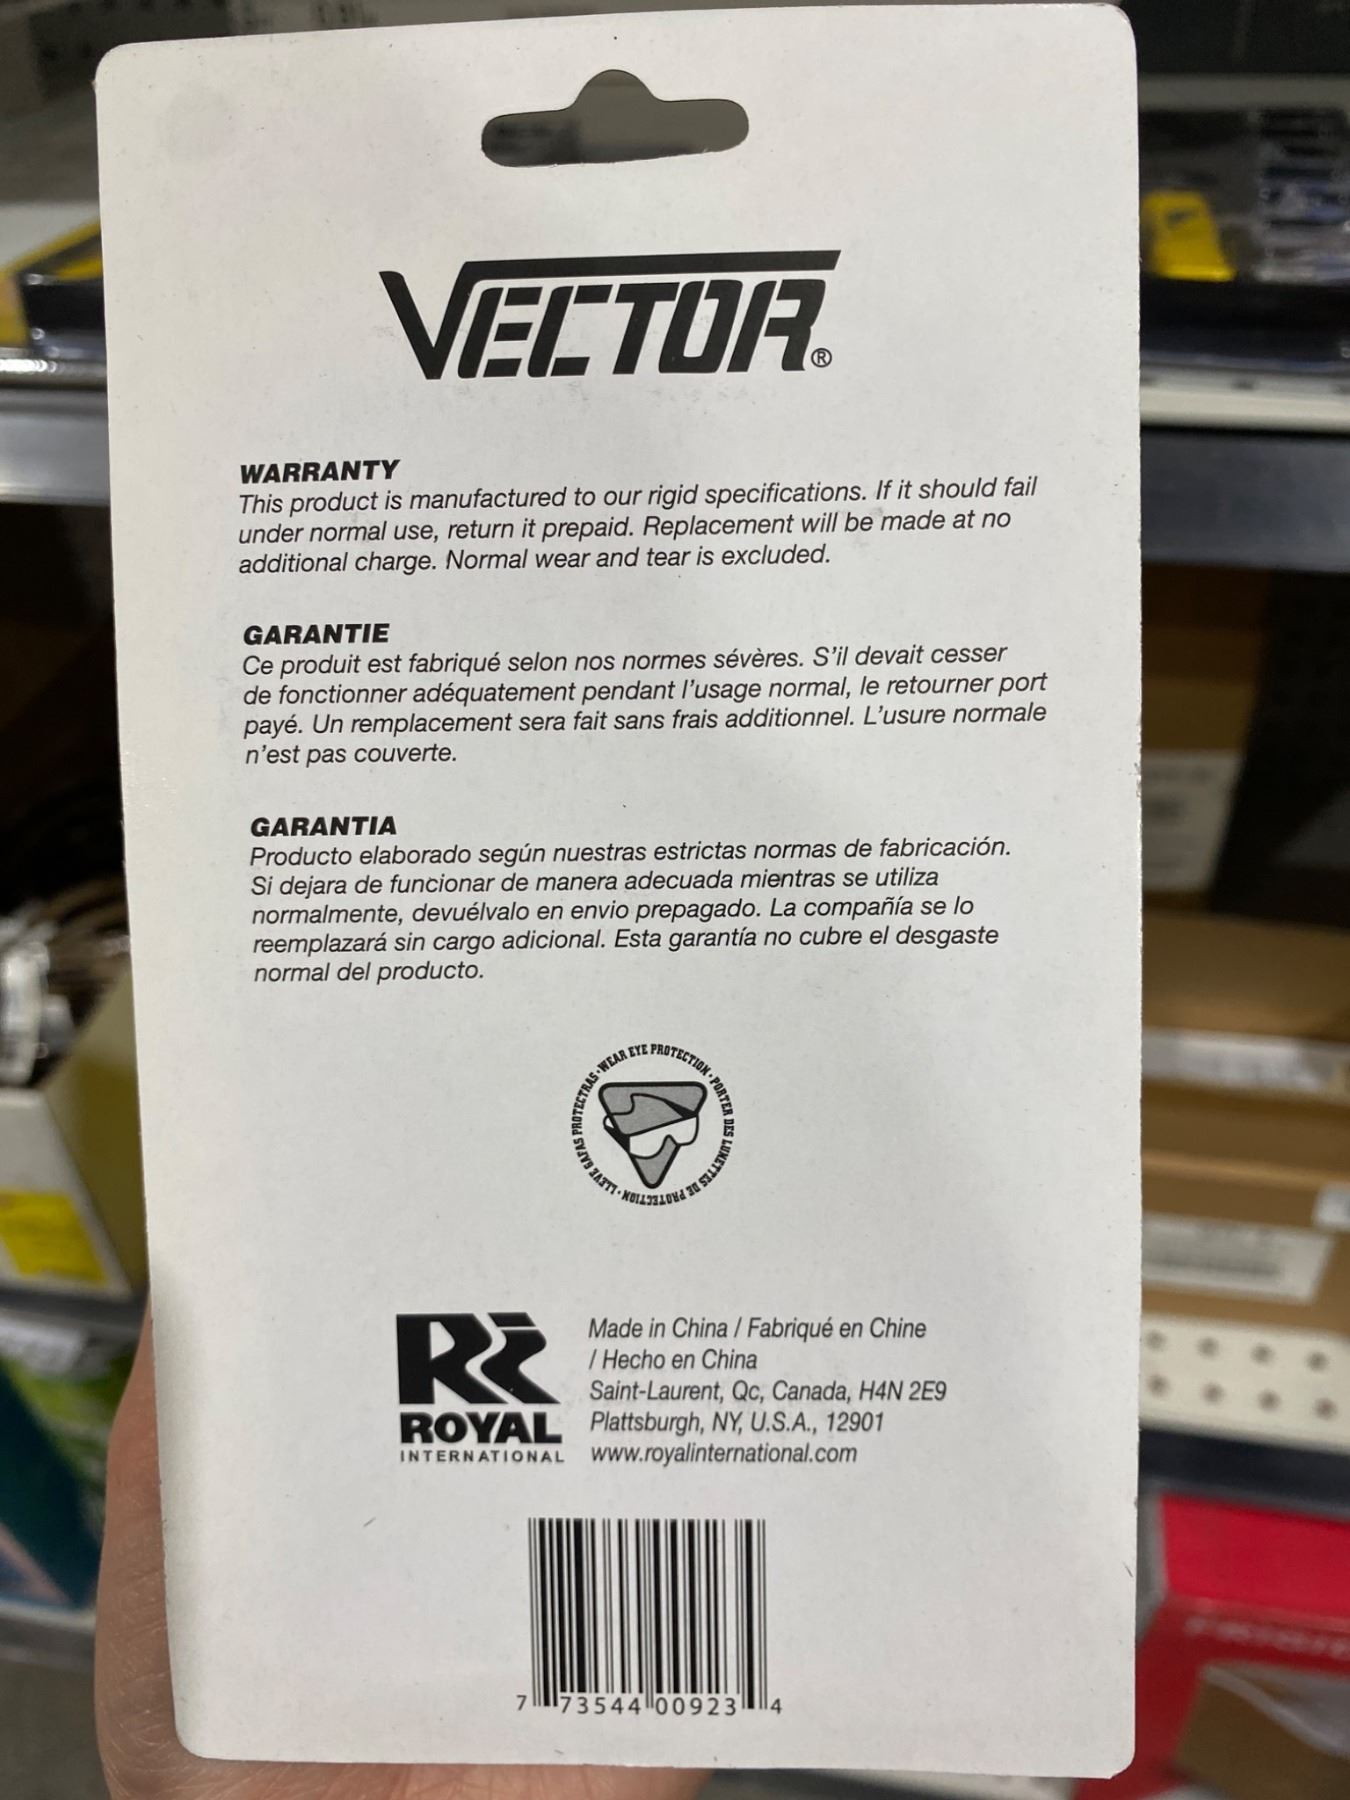 VECTOR®
WARRANTY
This product is manufactured to our rigid specifications. If it should fail
under normal use, return it prepaid. Replacement will be made at no
additional charge. Normal wear and tear is excluded.
GARANTIE
Ce produit est fabriqué selon nos normes sévères. S'il devait cesser
de fonctionner adéquatement pendant l'usage normal, le retourner port
payé. Un remplacement sera fait sans frais additionnel. L'usure normale
n'est pas couverte.
GARANTIA
Producto elaborado según nuestras estrictas normas de fabricación.
Si dejara de funcionar de manera adecuada mientras se utiliza
normalmente, devuélvalo en envio prepagado. La compañía se lo
reemplazará sin cargo adicional. Esta garantía no cubre el desgaste
normal del producto.
WEAR EYE PROTECTION • PORTER DES LUNETTES DE PROTECTION • LLEVE GAFAS PROTECTRAS •
Made in China / Fabriqué en Chine
/ Hecho en China
Saint-Laurent, Qc, Canada, H4N 2E9
Plattsburgh, NY, U.S.A., 12901
www.royalinternational.com
Ri
ROYAL
INTERNATIONAL
7 73544 00923 4